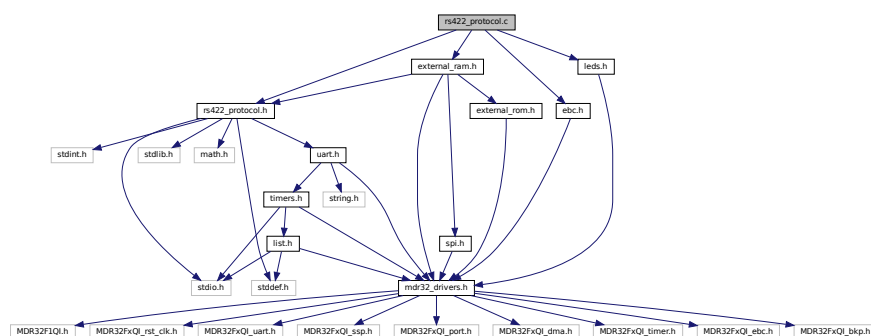 rs422_protocol.c
external_ram.h
leds.h
rs422_protocol.h
external_rom.h
ebc.h
stdint.h
stdlib.h
math.h
uart.h
timers.h
string.h
list.h
spi.h
stdio.h
stddef.h
mdr32_drivers.h
MDR32F1QI.h
MDR32FxQI_rst_clk.h
MDR32FxQI_uart.h
MDR32FxQI_ssp.h
MDR32FxQI_port.h
MDR32FxQI_dma.h
MDR32FxQI_timer.h
MDR32FxQI_ebc.h
MDR32FxQI_bkp.h